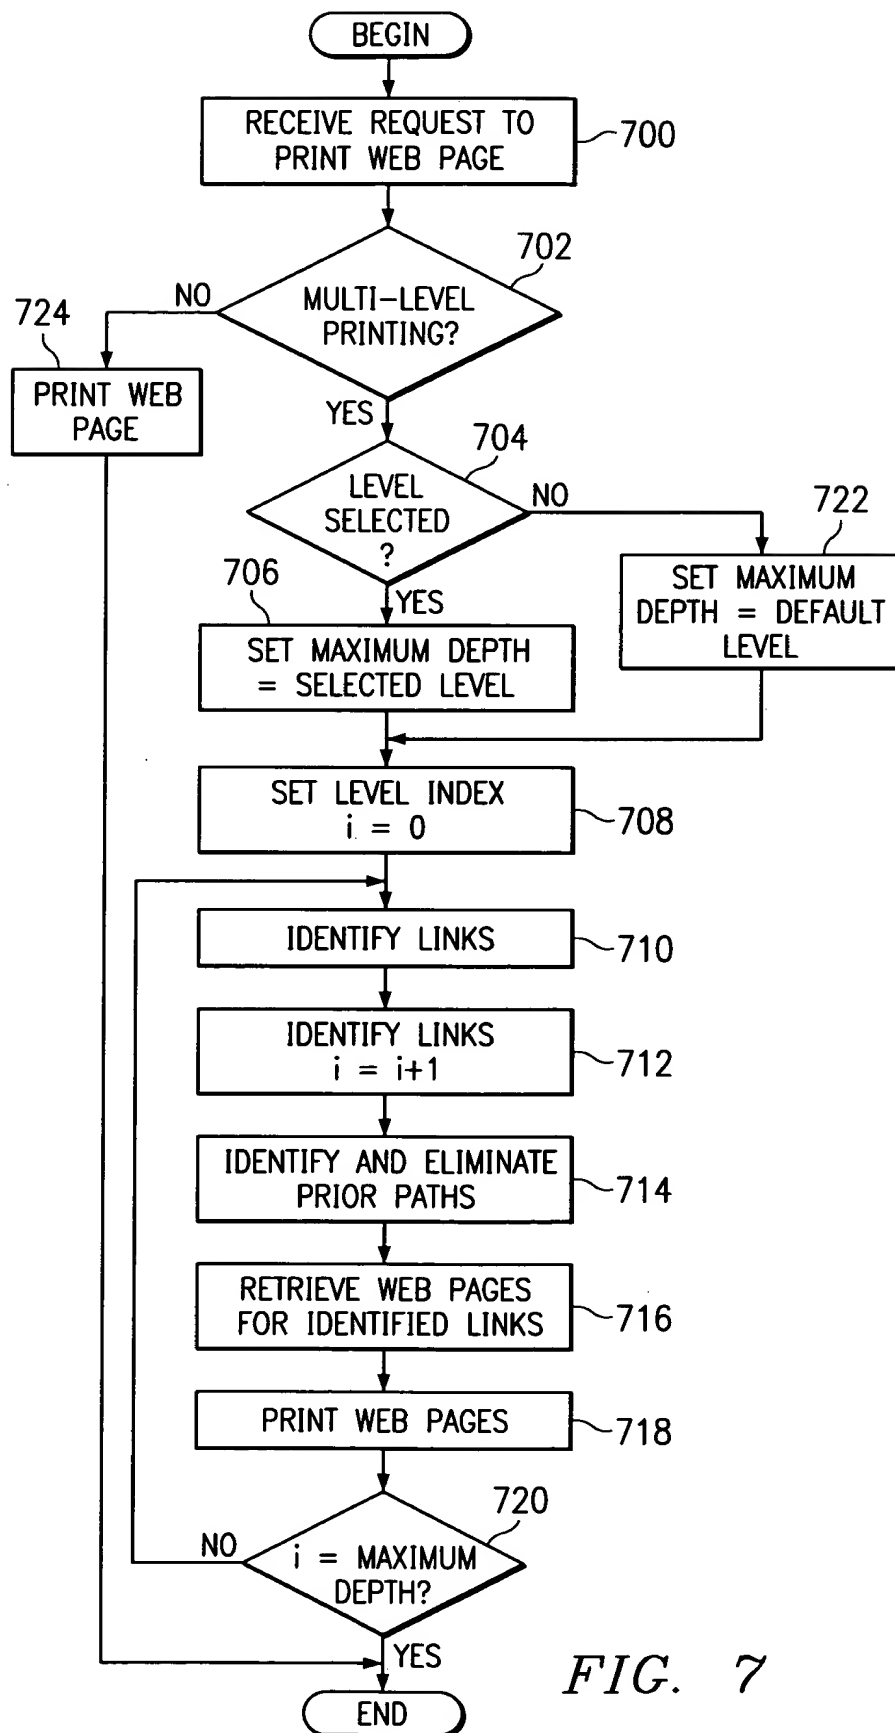 BEGIN
RECEIVE REQUEST TO
PRINT WEB PAGE
700
702
MULTI-LEVEL
PRINTING?
NO
724
PRINT WEB
PAGE
YES
704
LEVEL
SELECTED
?
NO
722
SET MAXIMUM
DEPTH = DEFAULT
LEVEL
706
YES
SET MAXIMUM DEPTH
= SELECTED LEVEL
SET LEVEL INDEX
i = 0
708
IDENTIFY LINKS
710
IDENTIFY LINKS
i = i+1
712
IDENTIFY AND ELIMINATE
PRIOR PATHS
714
RETRIEVE WEB PAGES
FOR IDENTIFIED LINKS
716
PRINT WEB PAGES
718
720
NO
i = MAXIMUM
DEPTH?
YES
END
FIG. 7